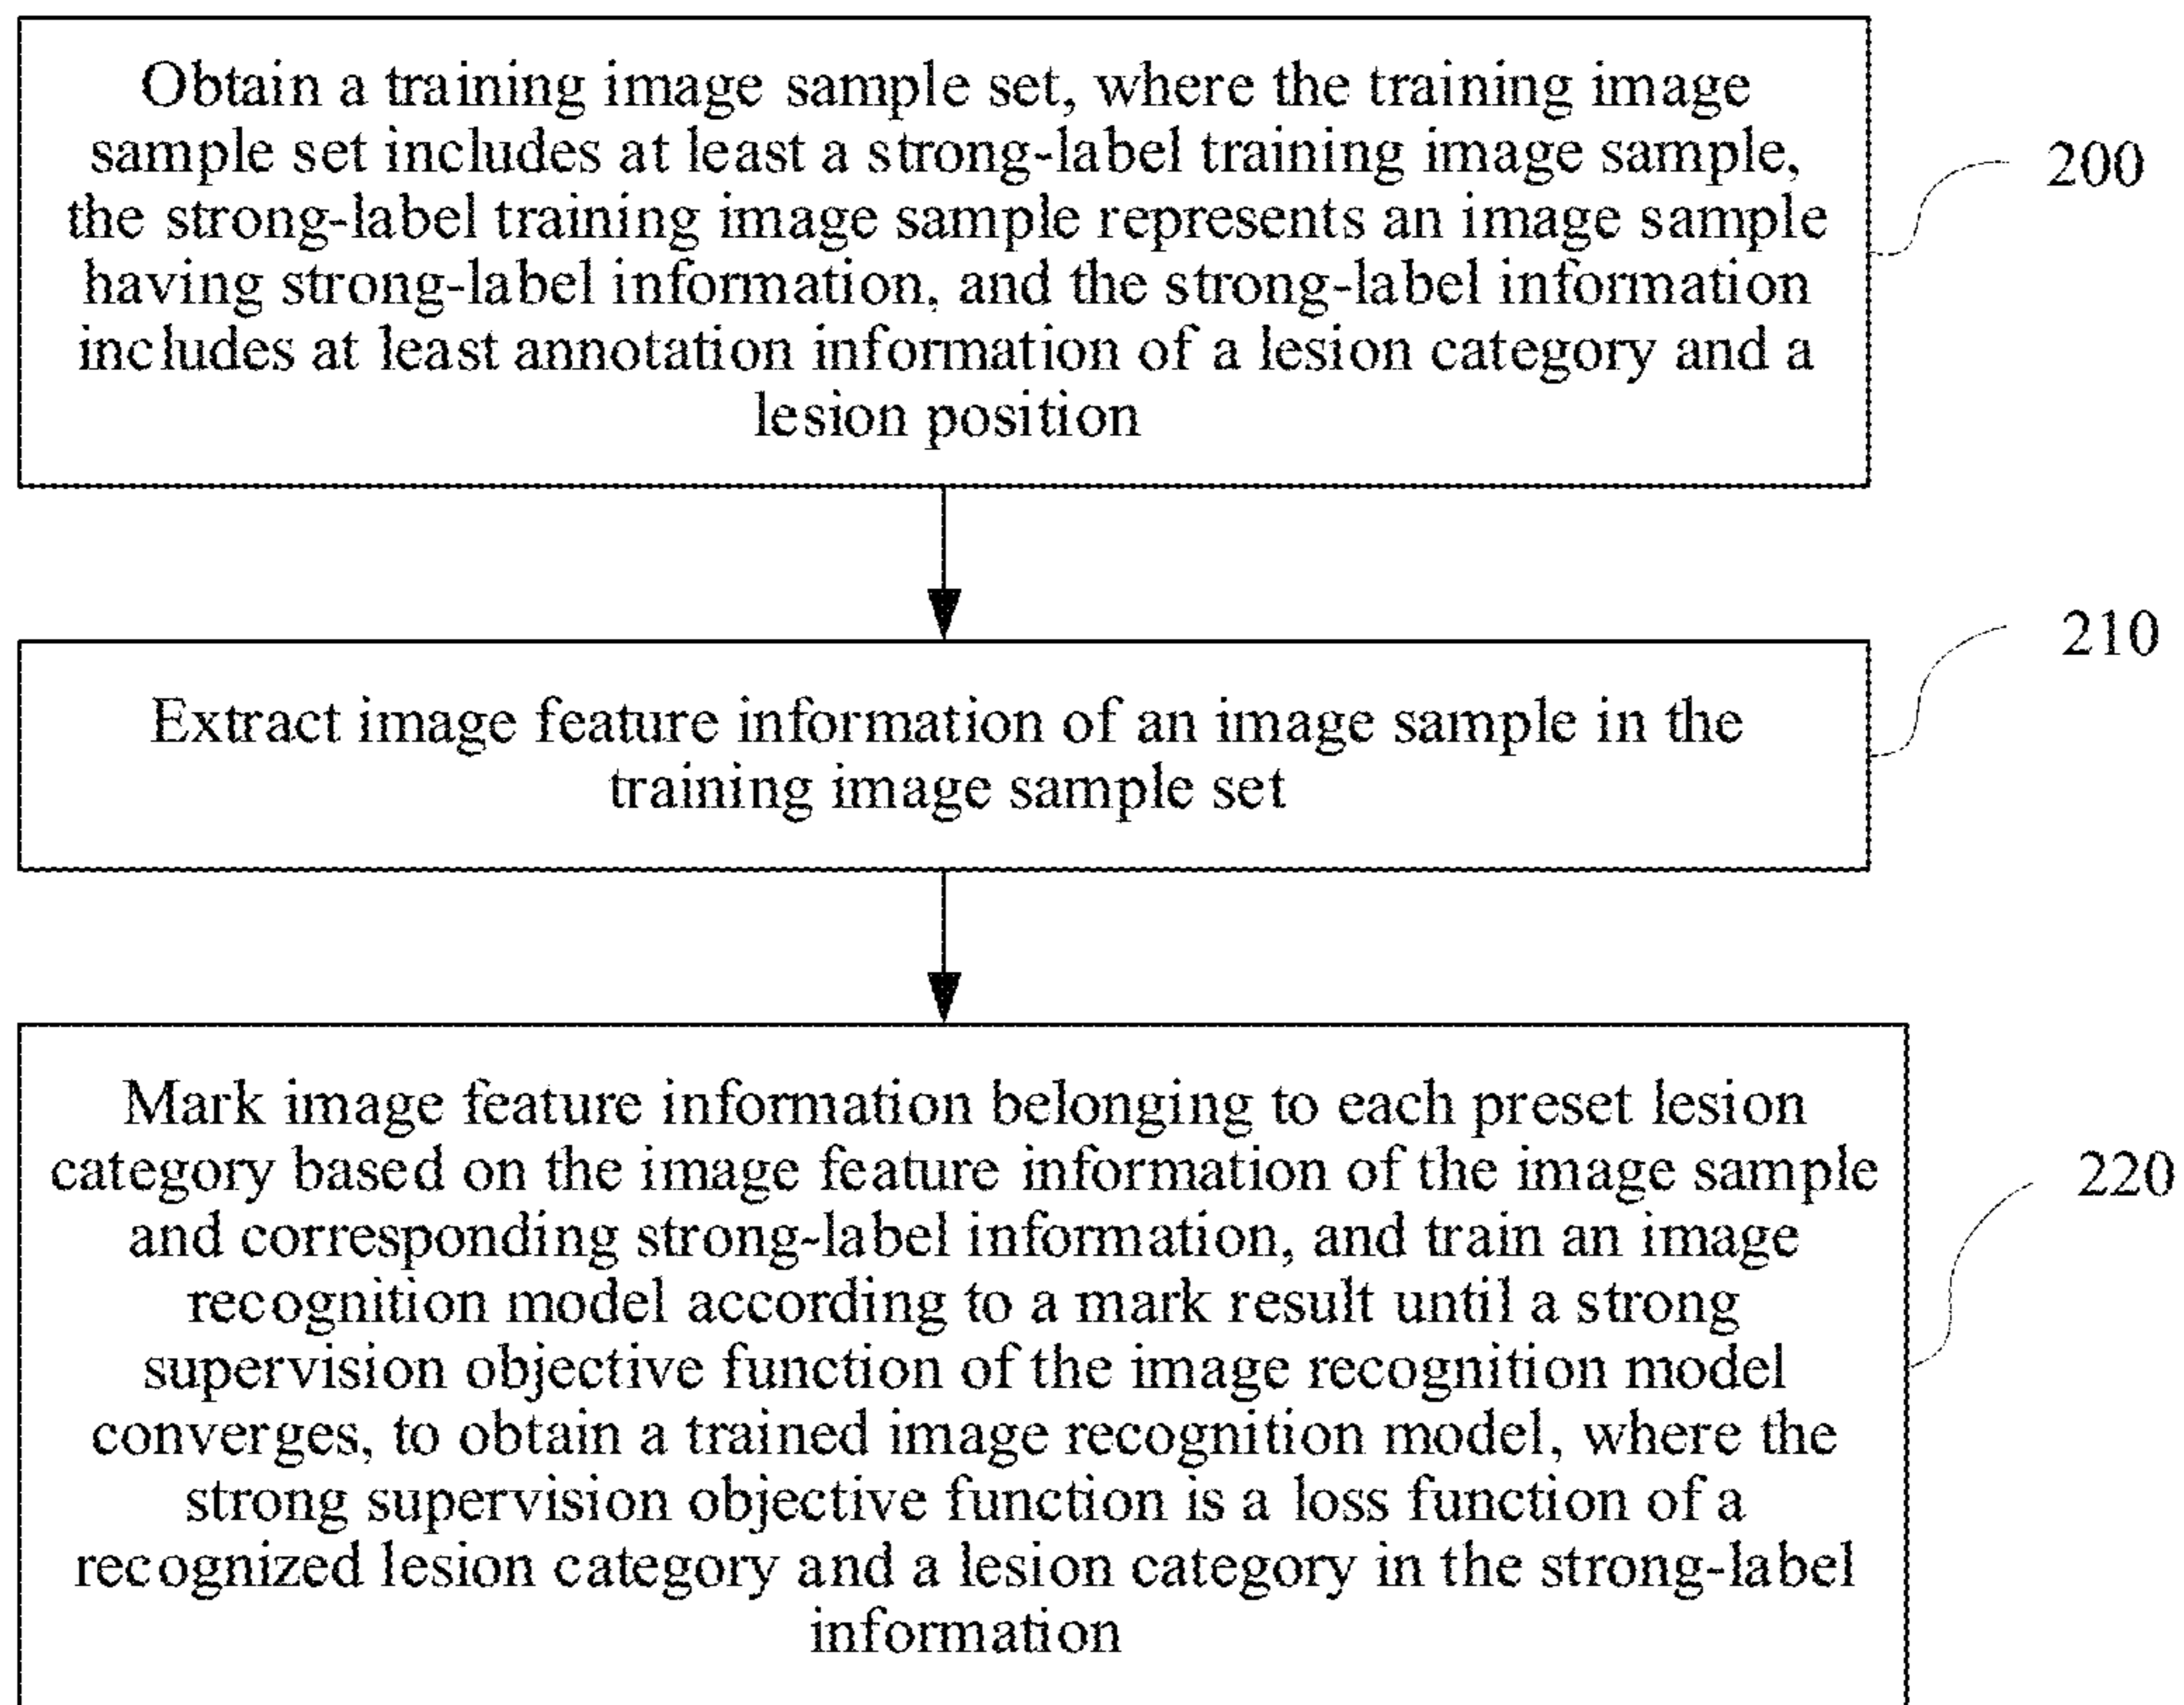 Obtain a training image sample set, where the training image
sample set includes at least a strong-label training image sample,
the strong-label training image sample represents an image sample
having strong-label information, and the strong-label information
includes at least annotation information of a lesion category and a
lesion position
200
Extract image feature information of an image sample in the
training image sample set
210
Mark image feature information belonging to each preset lesion
category based on the image feature information of the image sample
and corresponding strong-label information, and train an image
recognition model according to a mark result until a strong
supervision objective function of the image recognition model
converges, to obtain a trained image recognition model, where the
strong supervision objective function is a loss function of a
recognized lesion category and a lesion category in the strong-label
information
220